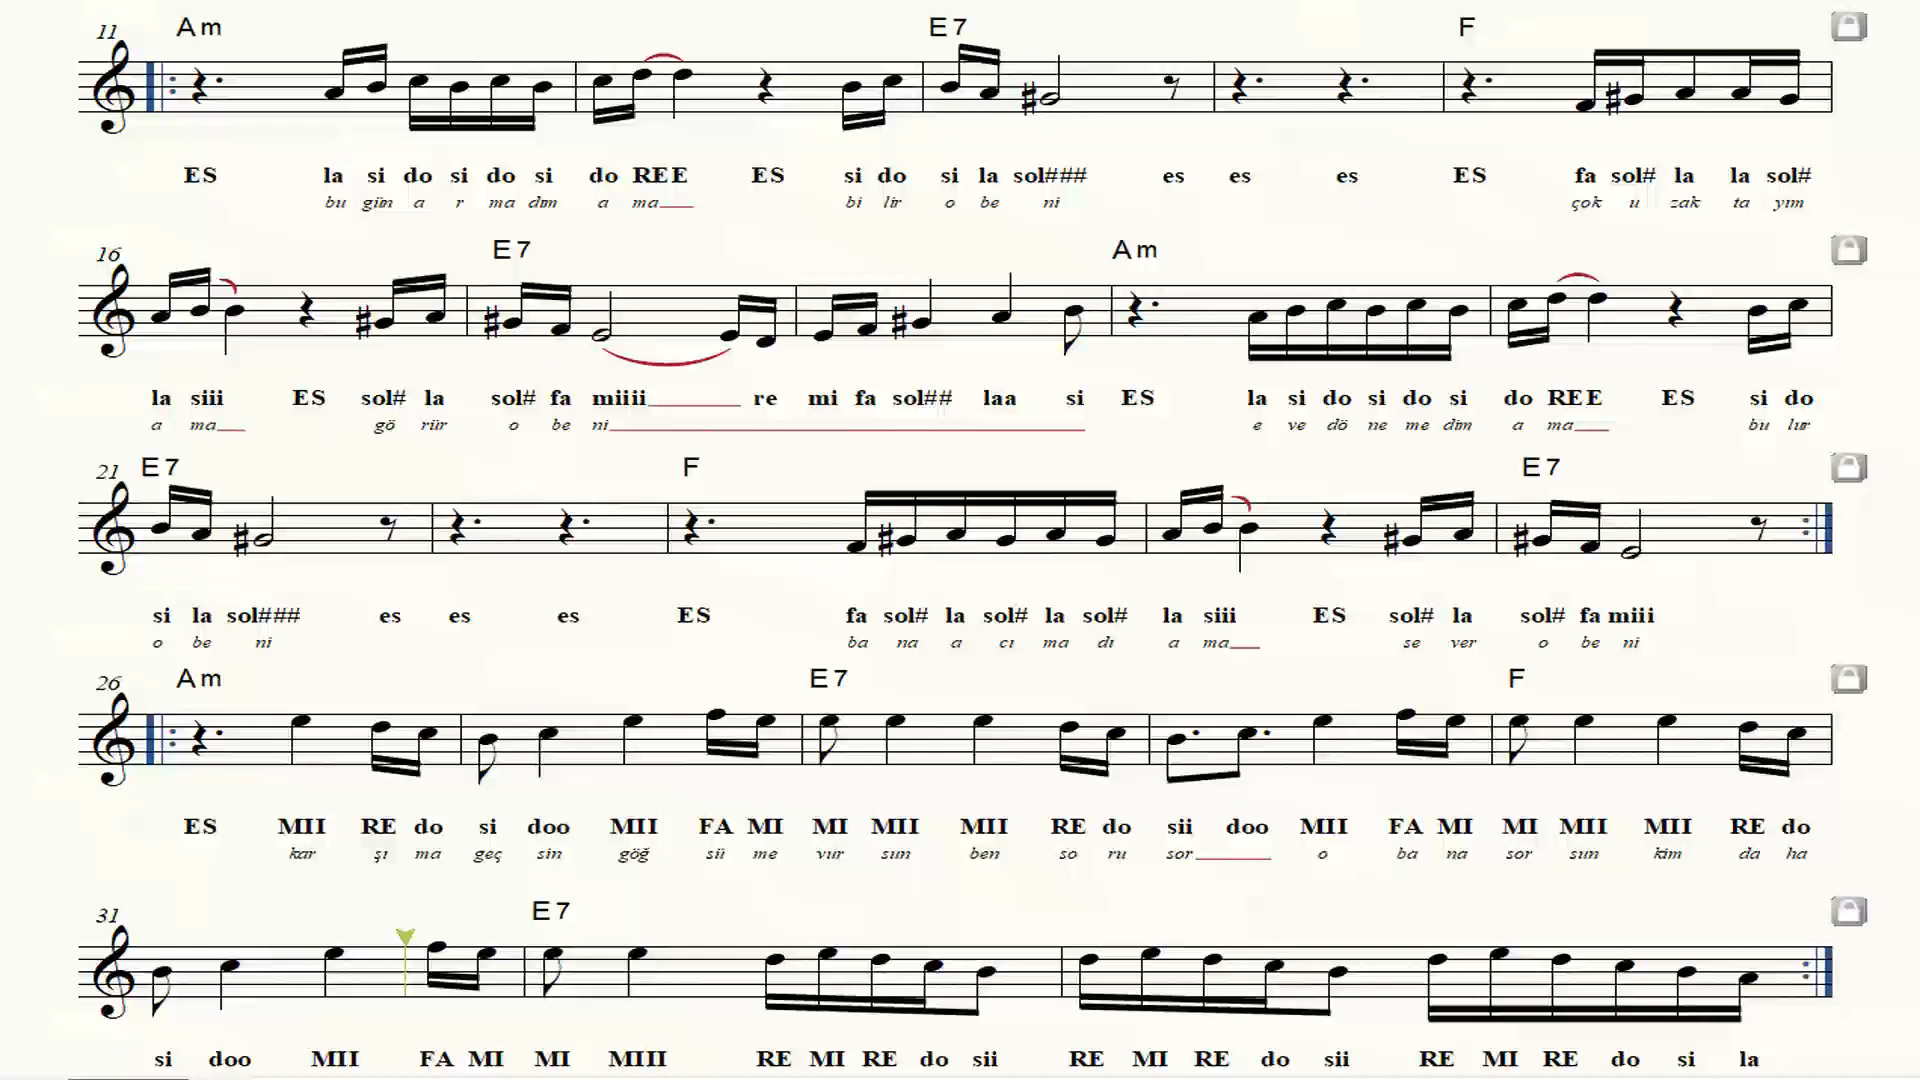 11 Am E7 F
ES la si do si do si do REE ES si do si la sol### es es es ES fa sol# la la sol#
bu gün a r ma dım a ma bi lir o be ni çok u zak ta yım
16 E7 Am
la siii ES sol# la sol# fa miiii re mi fa sol## laa si ES la si do si do si do REE ES si do
a ma gö rür o be ni e ve dö ne me dim a ma bu lur
21 E7 F E7
si la sol### es es es ES fa sol# la sol# la sol# la siii ES sol# la sol# fa miii
o be ni ba na a cı ma dı a ma se ver o be ni
26 Am E7 F
ES MII RE do si doo MII FA MI MI MII MII RE do sii doo MII FA MI MI MII MII RE do
kar şı ma geç sin göğ sü me vur sun ben so ru sor o ba na sor sun kim da ha
31 E7
si doo MII FA MI MI MIII RE MI RE do sii RE MI RE do sii RE MI RE do si la